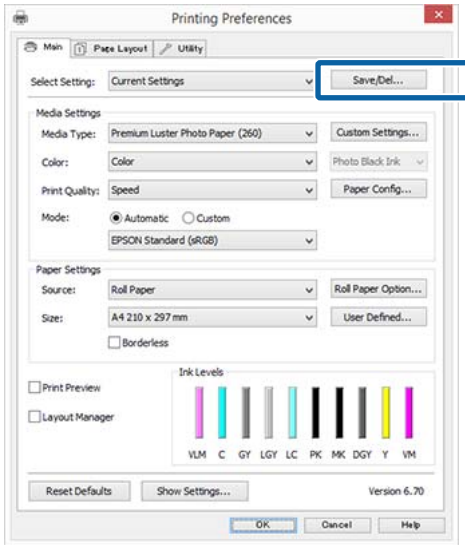 Printing Preferences
Main Page Layout Utility
Select Setting: Current Settings Save/Del...
Media Settings
Media Type: Premium Luster Photo Paper (260) Custom Settings...
Color: Color Photo Black Ink
Print Quality: Speed Paper Config...
Mode: Automatic Custom
EPSON Standard (sRGB)
Paper Settings
Source: Roll Paper Roll Paper Option...
Size: A4 210 x 297 mm User Defined...
Borderless
Ink Levels
Print Preview
Layout Manager
VLM C GY LGY LC PK MK DGY Y VM
Reset Defaults Show Settings... Version 6.70
OK Cancel Help